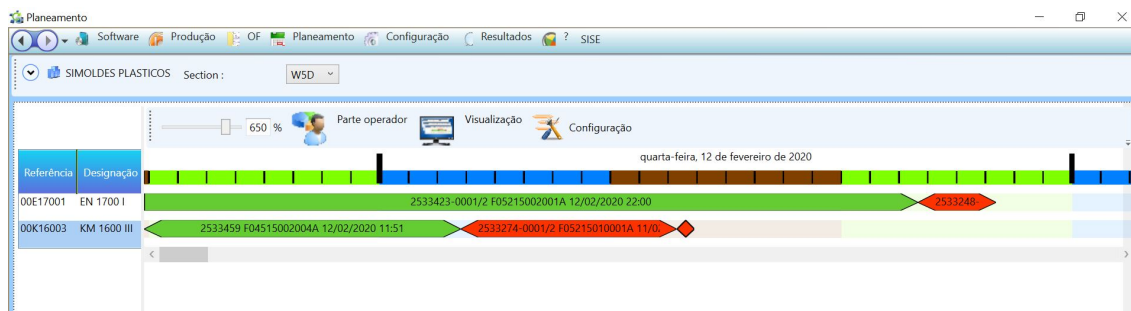 Planeamento
Software Produção OF Planeamento Configuração Resultados ? SISE
SIMOLDES PLASTICOS Section : W5D
650 % Parte operador Visualização Configuração
quarta-feira, 12 de fevereiro de 2020
Referência Designação
00E17001 EN 1700 I 2533423-0001/2 F05215002001A 12/02/2020 22:00 2533248-
00K16003 KM 1600 III 2533459 F04515002004A 12/02/2020 11:51 2533274-0001/2 F05215010001A 11/0